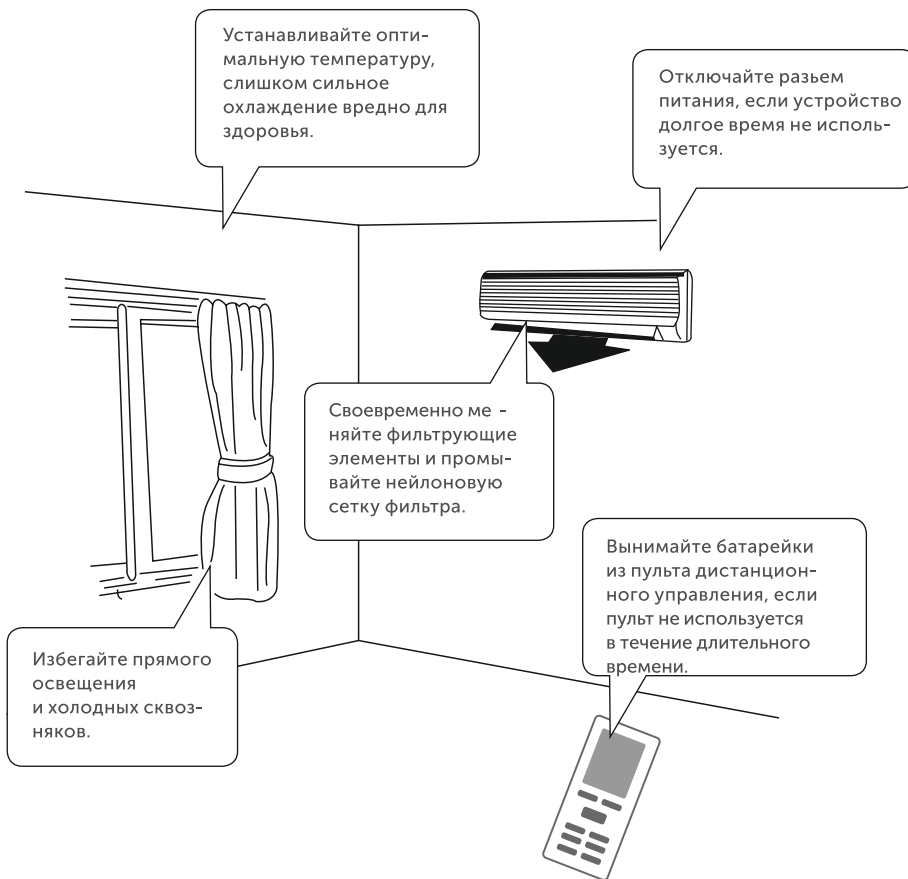 Устанавливайте опти-
мальную температуру,
слишком сильное
охлаждение вредно для
здоровья.
Отключайте разьем
питания, если устройство
долгое время не исполь-
зуется.
Своевременно ме -
няйте фильтрующие
элементы и промы-
вайте нейлоновую
сетку фильтра.
Вынимайте батарейки
из пульта дистанцион-
ного управления, если
пульт не используется
в течение длительного
времени.
Избегайте прямого
освещения
и холодных сквоз-
няков.